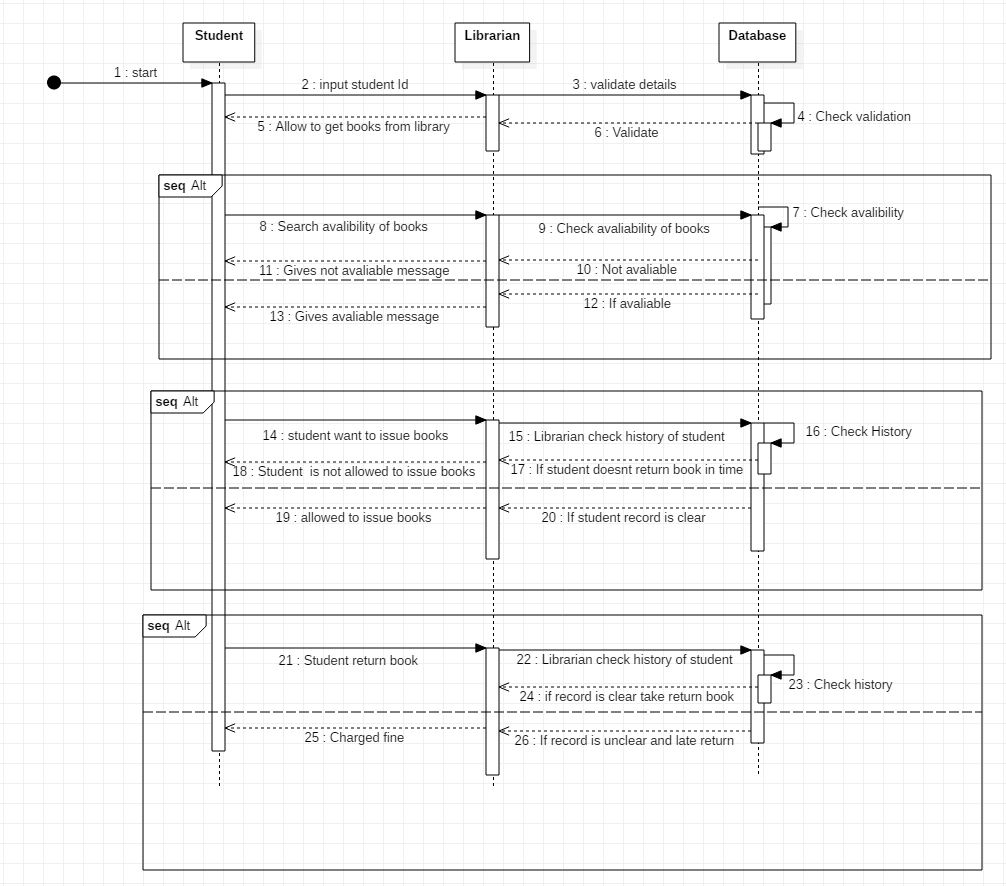 Student
Librarian
Database
1 : start
2 : input student Id
3 : validate details
4 : Check validation
5 : Allow to get books from library
6 : Validate
seq Alt
7 : Check avalibility
8 : Search avalibility of books
9 : Check avaliability of books
10 : Not avaliable
11 : Gives not avaliable message
12 : If avaliable
13 : Gives avaliable message
seq Alt
14 : student want to issue books
15 : Librarian check history of student
16 : Check History
17 : If student doesnt return book in time
18 : Student is not allowed to issue books
19 : allowed to issue books
20 : If student record is clear
seq Alt
21 : Student return book
22 : Librarian check history of student
23 : Check history
24 : if record is clear take return book
25 : Charged fine
26 : If record is unclear and late return